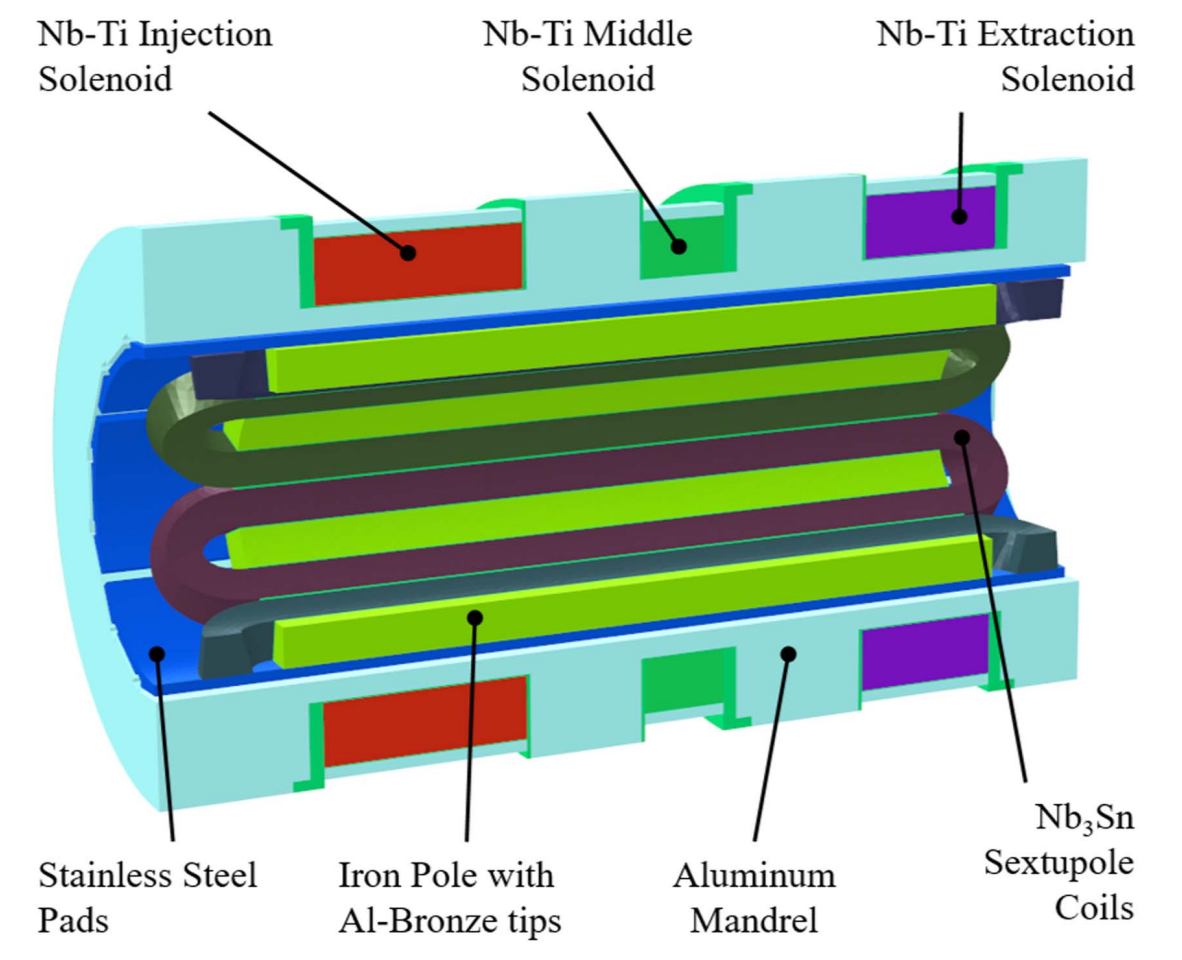 Nb-Ti Injection
Solenoid
Nb-Ti Middle
Solenoid
Nb-Ti Extraction
Solenoid
Stainless Steel
Pads
Iron Pole with
Al-Bronze tips
Aluminum
Mandrel
Nb₃Sn
Sextupole
Coils